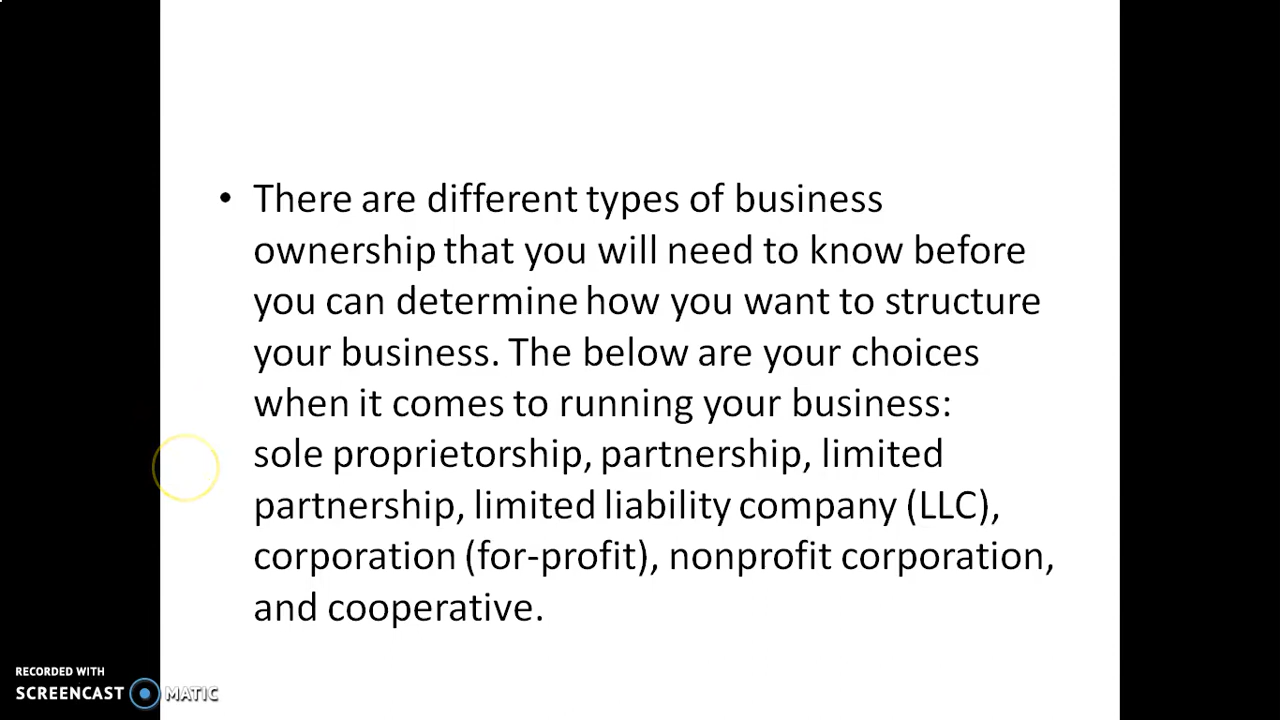 • There are different types of business
ownership that you will need to know before
you can determine how you want to structure
your business. The below are your choices
when it comes to running your business:
sole proprietorship, partnership, limited
partnership, limited liability company (LLC),
corporation (for-profit), nonprofit corporation,
and cooperative.
RECORDED WITH
SCREENCAST MATIC